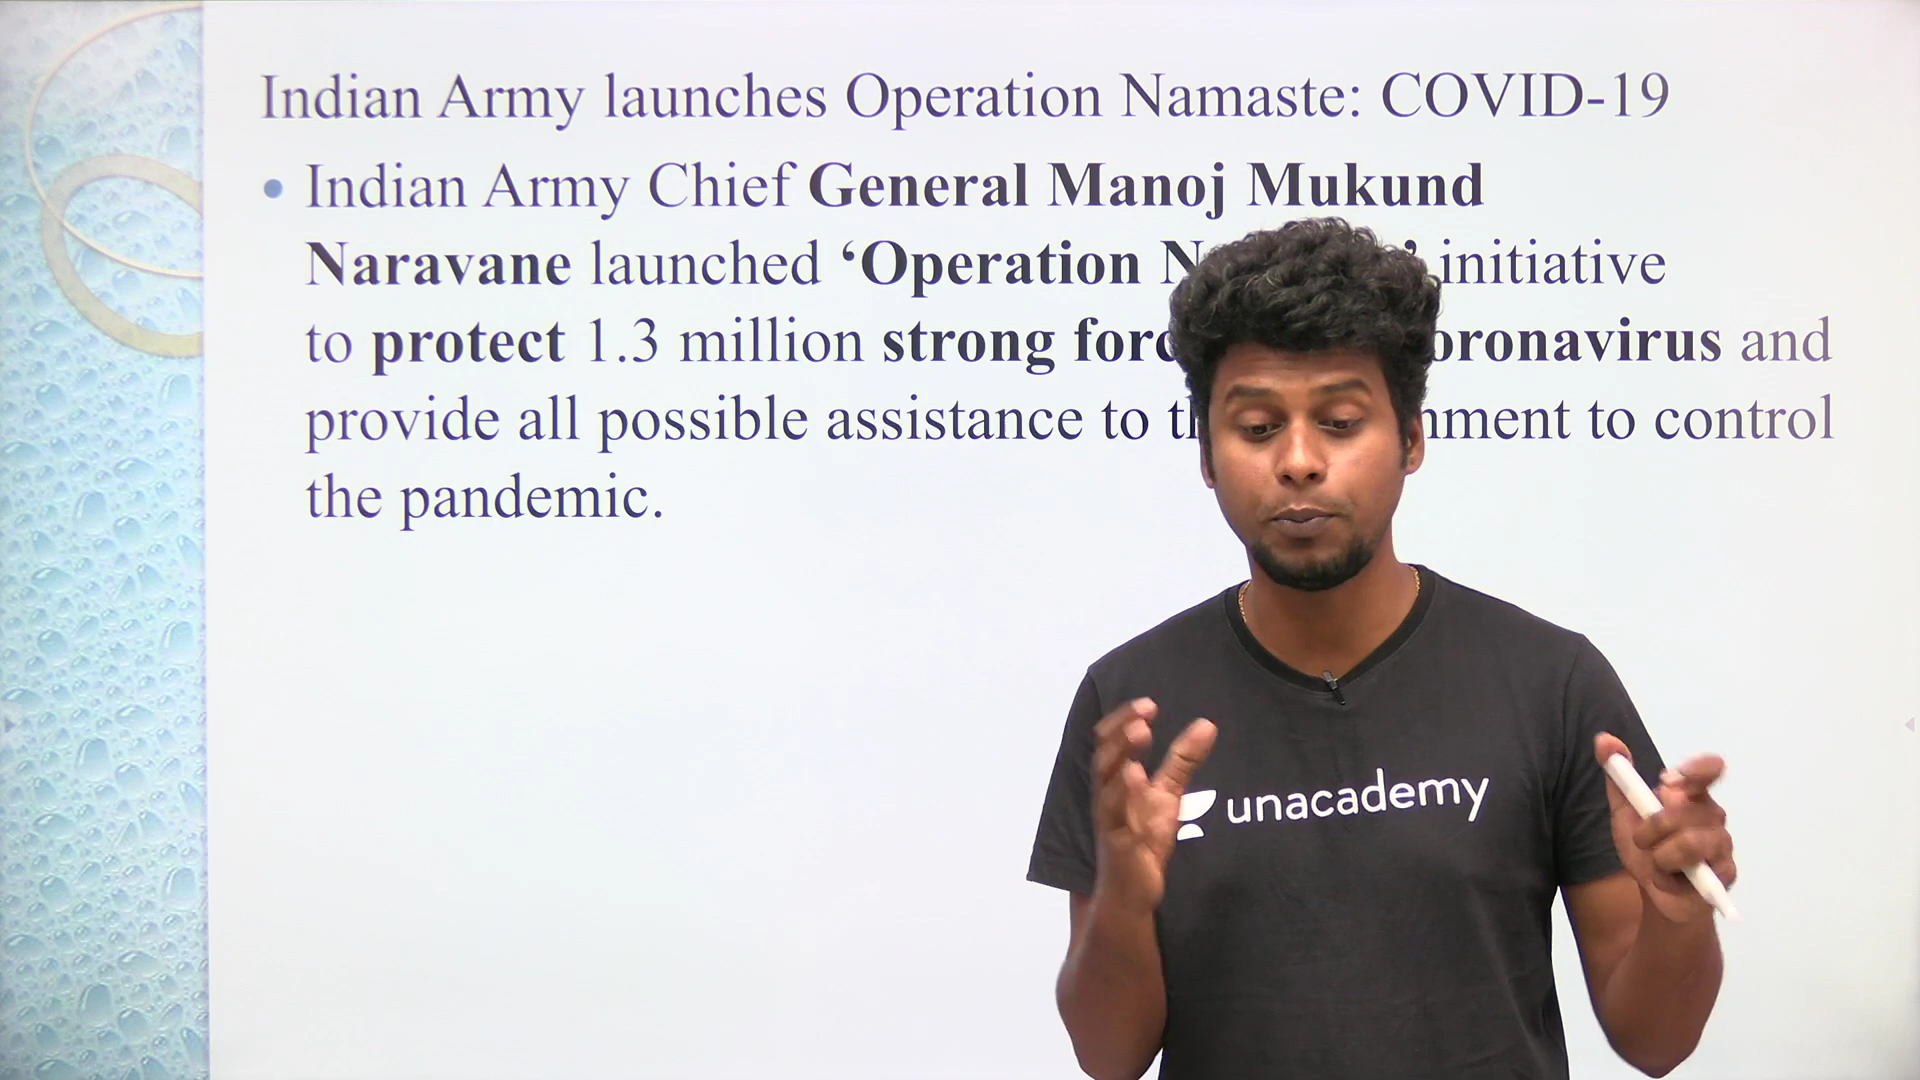 Indian Army launches Operation Namaste: COVID-19
• Indian Army Chief General Manoj Mukund
Naravane launched ‘Operation N ’ initiative
to protect 1.3 million strong forc oronavirus and
provide all possible assistance to th nment to control
the pandemic.
unacademy